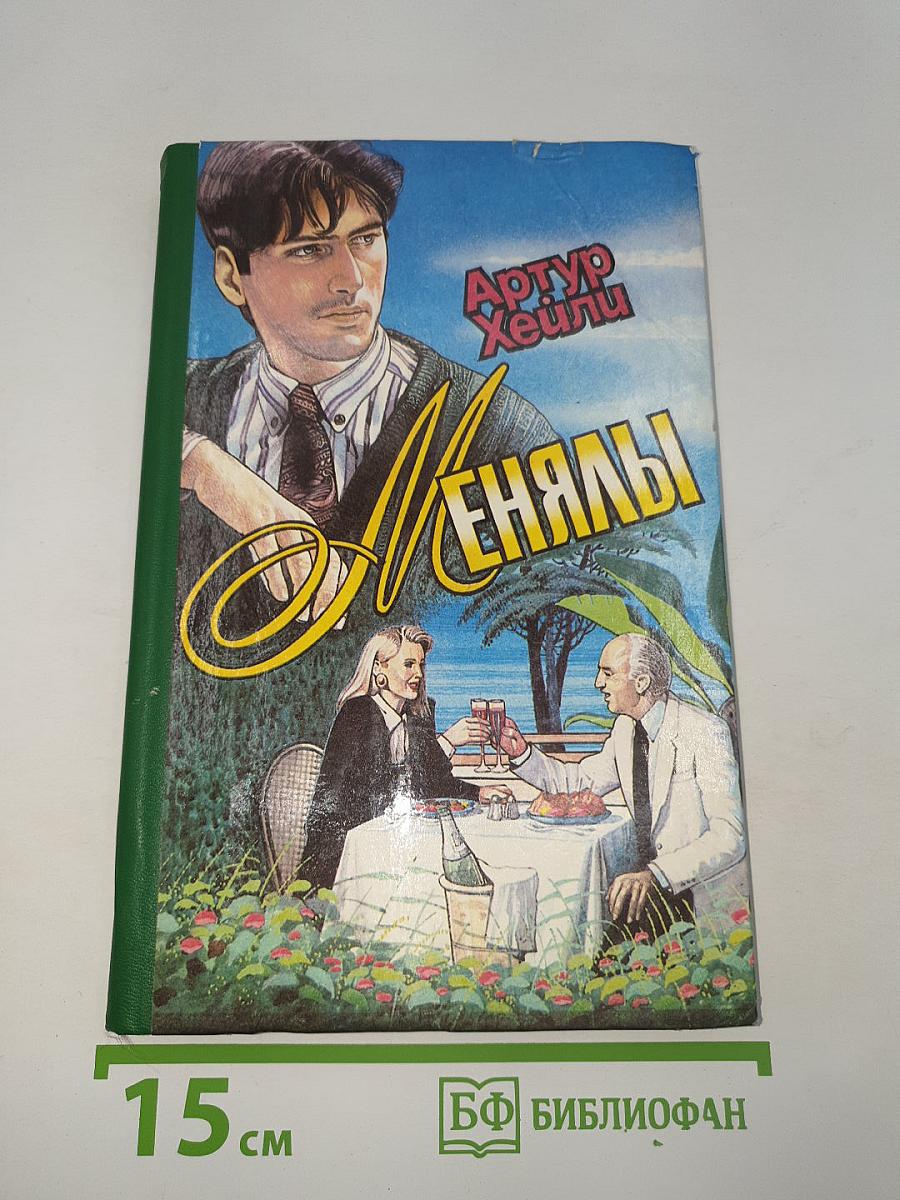 Артур
Хейли
Менялы
15 см
БФ БИБЛИОФАН